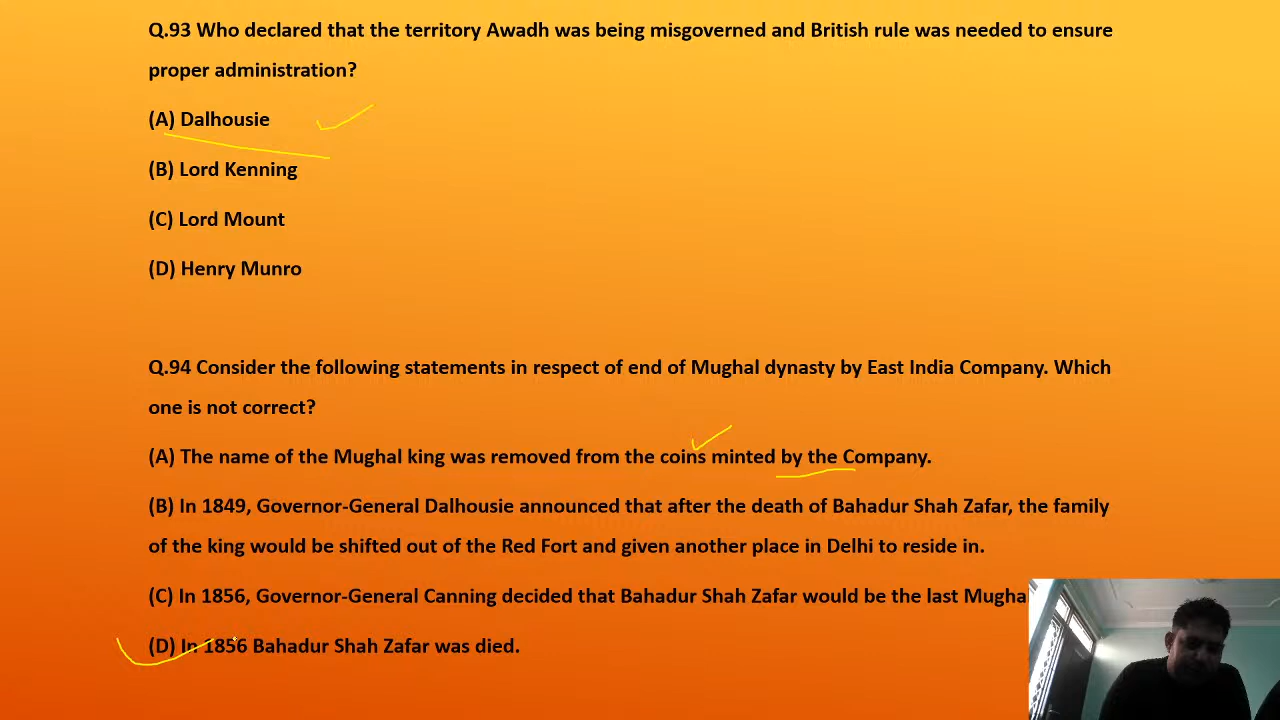 Q.93 Who declared that the territory Awadh was being misgoverned and British rule was needed to ensure
proper administration?
(A) Dalhousie
(B) Lord Kenning
(C) Lord Mount
(D) Henry Munro
Q.94 Consider the following statements in respect of end of Mughal dynasty by East India Company. Which
one is not correct?
(A) The name of the Mughal king was removed from the coins minted by the Company.
(B) In 1849, Governor-General Dalhousie announced that after the death of Bahadur Shah Zafar, the family
of the king would be shifted out of the Red Fort and given another place in Delhi to reside in.
(C) In 1856, Governor-General Canning decided that Bahadur Shah Zafar would be the last Mugha
(D) In 1856 Bahadur Shah Zafar was died.